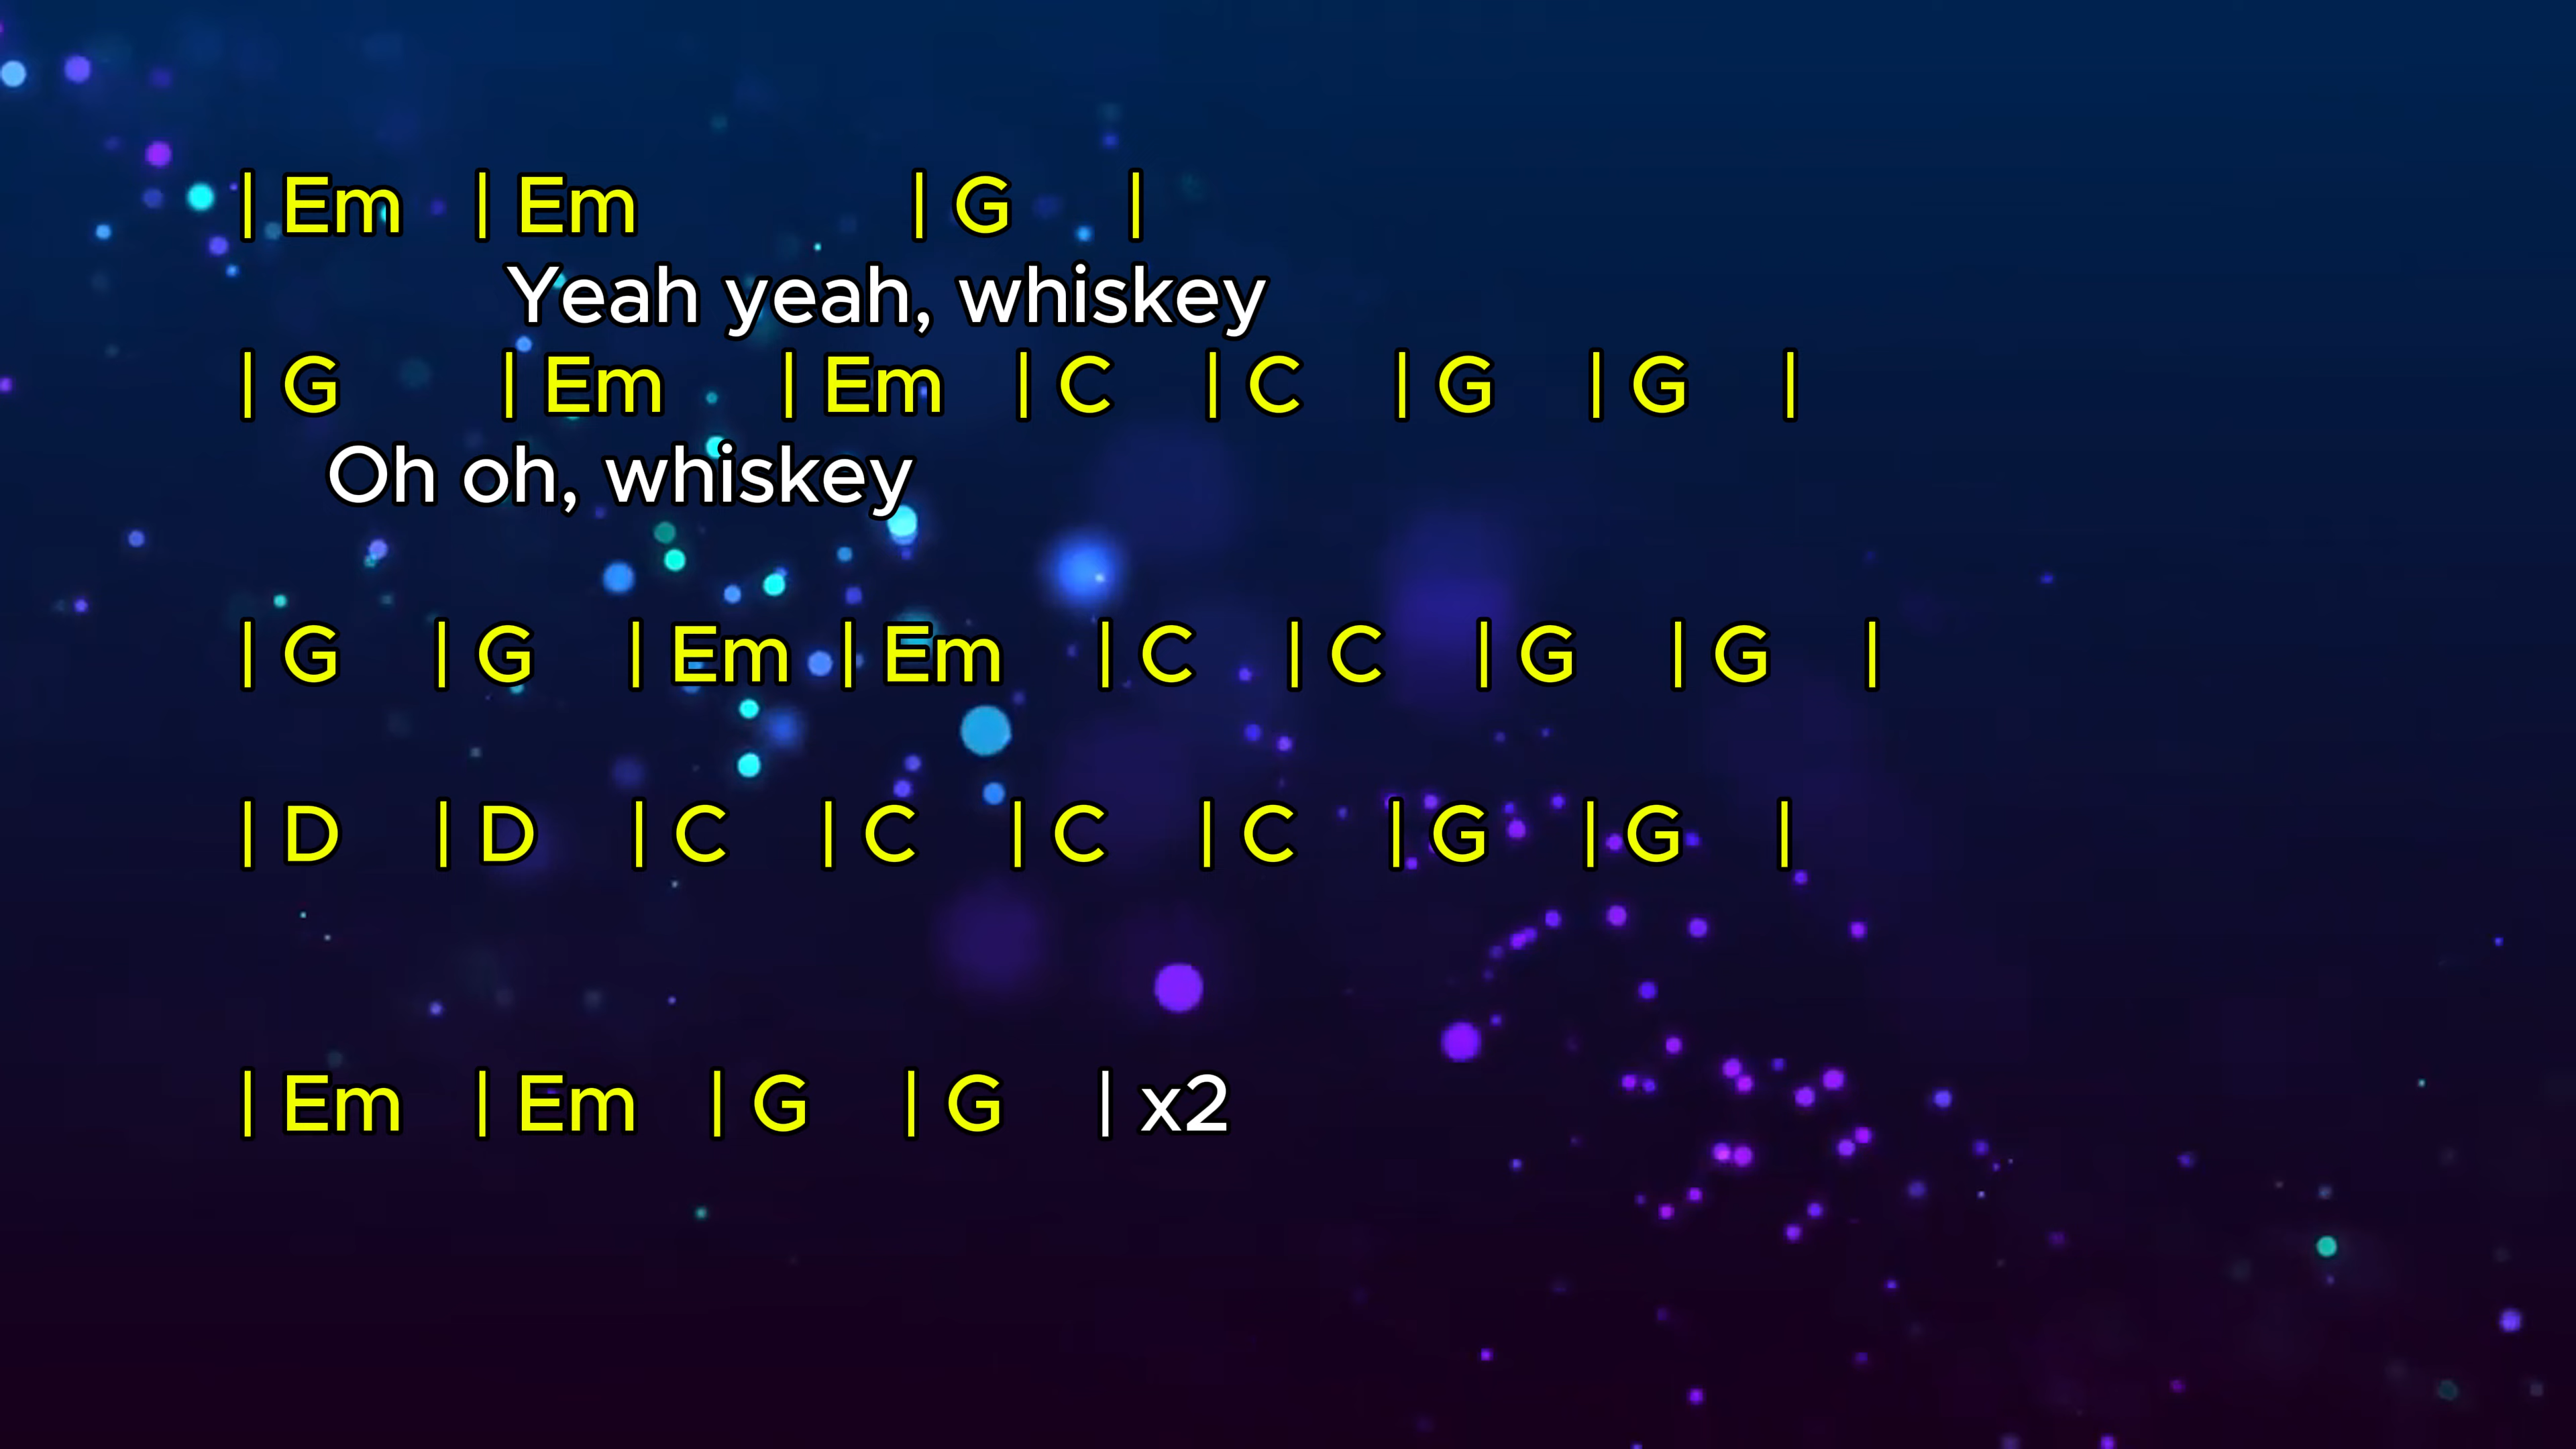 | Em | Em | G |
Yeah yeah, whiskey
| G | Em | Em | C | C | G | G |
Oh oh, whiskey
| G | G | Em | Em | C | C | G | G |
| D | D | C | C | C | C | G | G |
| Em | Em | G | G | x2